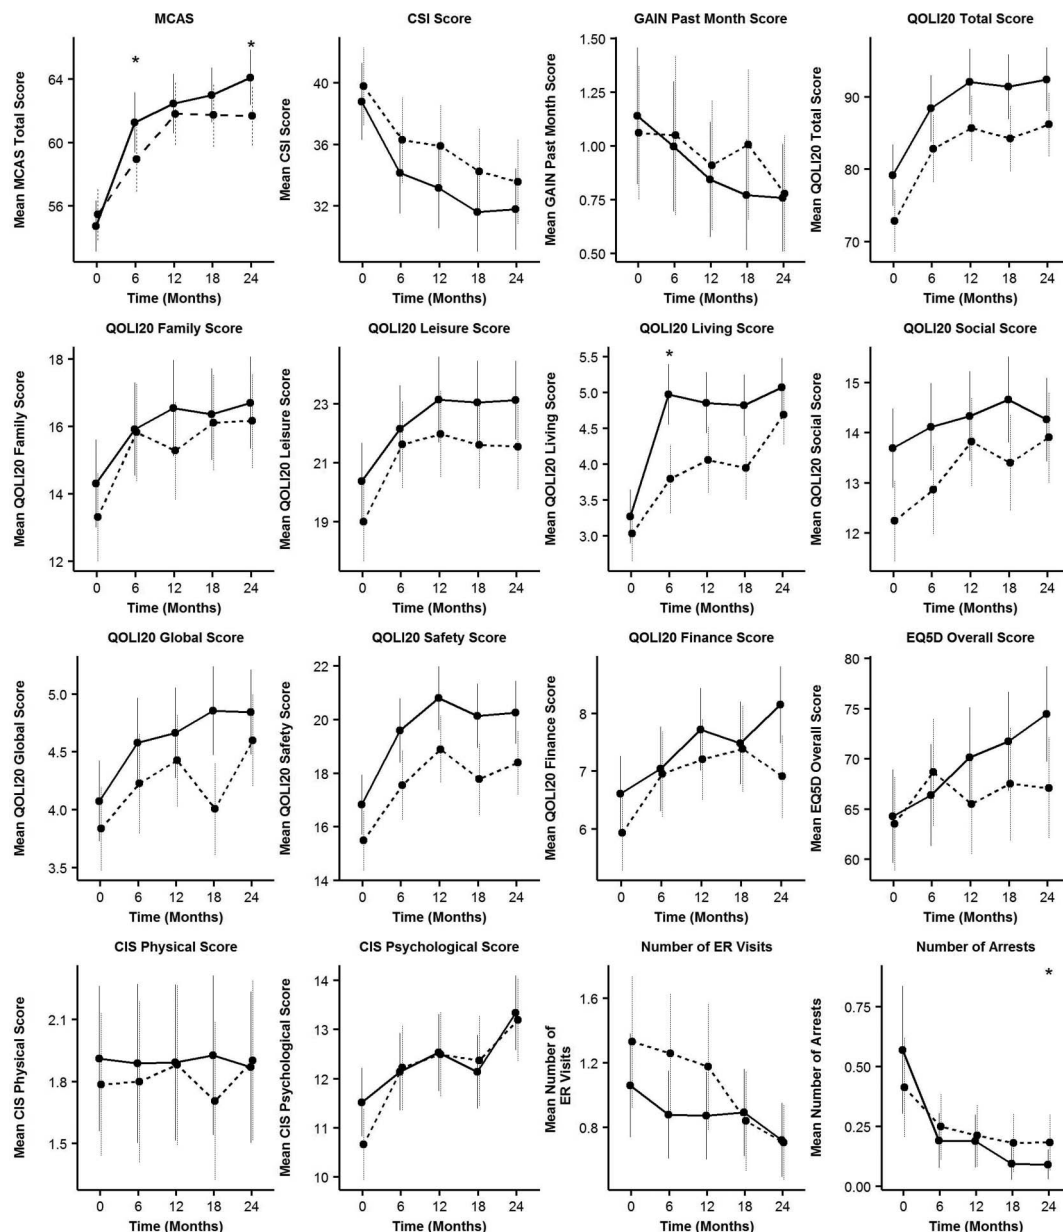 MCAS
CSI Score
GAIN Past Month Score
QOLI20 Total Score
Mean MCAS Total Score
64
60
56
*
*
0 6 12 18 24
Time (Months)
Mean CSI Score
40
36
32
0 6 12 18 24
Time (Months)
Mean GAIN Past Month Score
1.50
1.25
1.00
0.75
0.50
0 6 12 18 24
Time (Months)
Mean QOLI20 Total Score
90
80
70
0 6 12 18 24
Time (Months)
QOLI20 Family Score
QOLI20 Leisure Score
QOLI20 Living Score
QOLI20 Social Score
Mean QOLI20 Family Score
18
16
14
12
0 6 12 18 24
Time (Months)
Mean QOLI20 Leisure Score
23
21
19
0 6 12 18 24
Time (Months)
Mean QOLI20 Living Score
5.5
5.0
4.5
4.0
3.5
3.0
*
0 6 12 18 24
Time (Months)
Mean QOLI20 Social Score
15
14
13
12
0 6 12 18 24
Time (Months)
QOLI20 Global Score
QOLI20 Safety Score
QOLI20 Finance Score
EQ5D Overall Score
Mean QOLI20 Global Score
5.0
4.5
4.0
3.5
0 6 12 18 24
Time (Months)
Mean QOLI20 Safety Score
22
20
18
16
14
0 6 12 18 24
Time (Months)
Mean QOLI20 Finance Score
8
7
6
0 6 12 18 24
Time (Months)
Mean EQ5D Overall Score
80
75
70
65
60
0 6 12 18 24
Time (Months)
CIS Physical Score
CIS Psychological Score
Number of ER Visits
Number of Arrests
Mean CIS Physical Score
2.1
1.8
1.5
0 6 12 18 24
Time (Months)
Mean CIS Psychological Score
14
13
12
11
10
0 6 12 18 24
Time (Months)
Mean Number of
ER Visits
1.6
1.2
0.8
0 6 12 18 24
Time (Months)
Mean Number of Arrests
0.75
0.50
0.25
0.00
*
0 6 12 18 24
Time (Months)